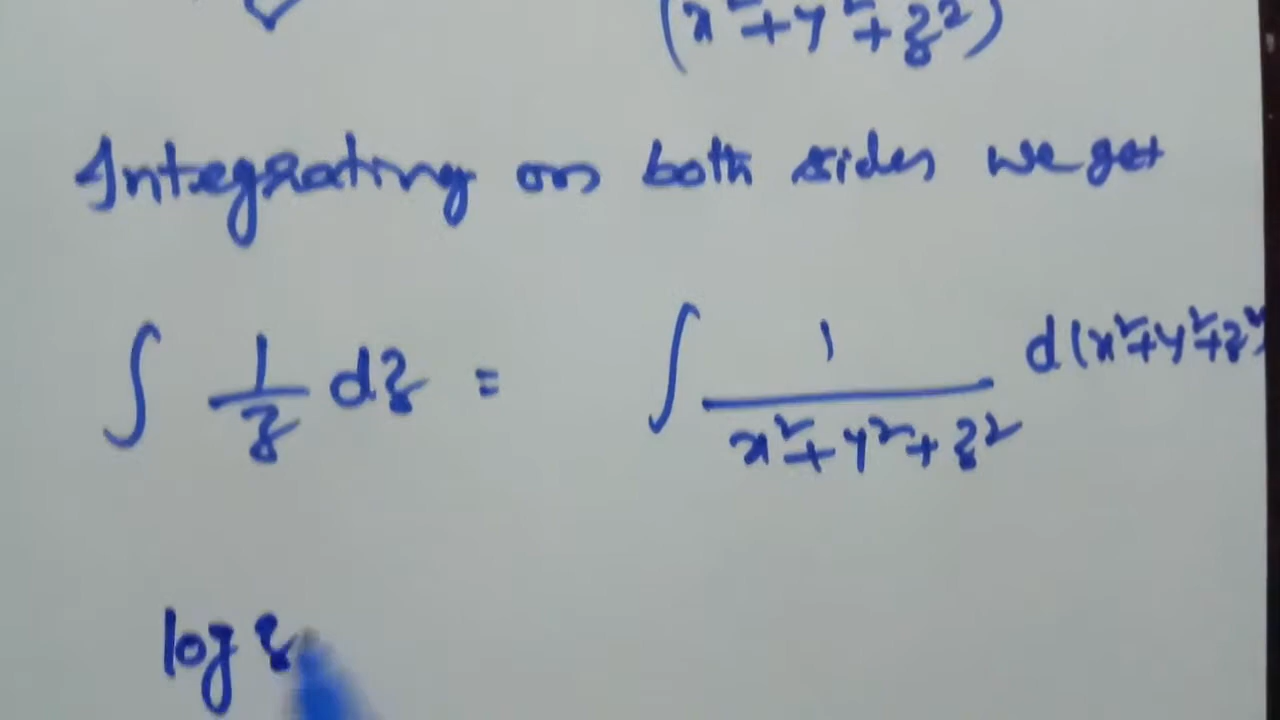 (x²+y²+z²)
Integrating on both sides we get
∫ 1/z dz = ∫ 1/(x²+y²+z²) d(x²+y²+z²)
log z